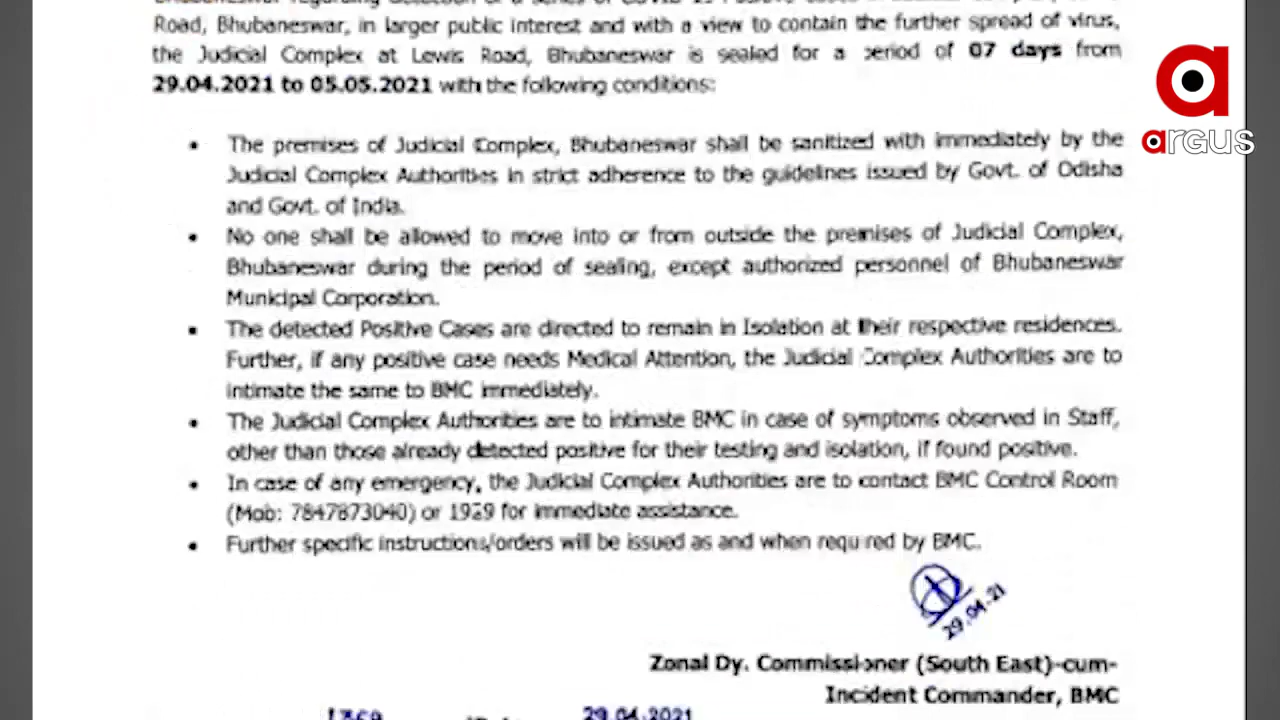 Road, Bhubaneswar, in larger public interest and with a view to contain the further spread of virus,
the Judicial Complex at Lewis Road, Bhubaneswar is sealed for a period of 07 days from
29.04.2021 to 05.05.2021 with the following conditions:
argus
• The premises of Judicial Complex, Bhubaneswar shall be sanitized with immediately by the
Judicial Complex Authorities in strict adherence to the guidelines issued by Govt. of Odisha
and Govt. of India.
• No one shall be allowed to move into or from outside the premises of Judicial Complex,
Bhubaneswar during the period of sealing, except authorized personnel of Bhubaneswar
Municipal Corporation.
• The detected Positive Cases are directed to remain in Isolation at their respective residences.
Further, if any positive case needs Medical Attention, the Judicial Complex Authorities are to
intimate the same to BMC immediately.
• The Judicial Complex Authorities are to intimate BMC in case of symptoms observed in Staff,
other than those already detected positive for their testing and isolation, if found positive.
• In case of any emergency, the Judicial Complex Authorities are to contact BMC Control Room
(Mob: 7847873040) or 1929 for immediate assistance.
• Further specific instructions/orders will be issued as and when required by BMC.
29.04.21
Zonal Dy. Commissioner (South East)-cum-
Incident Commander, BMC
29.04.2021